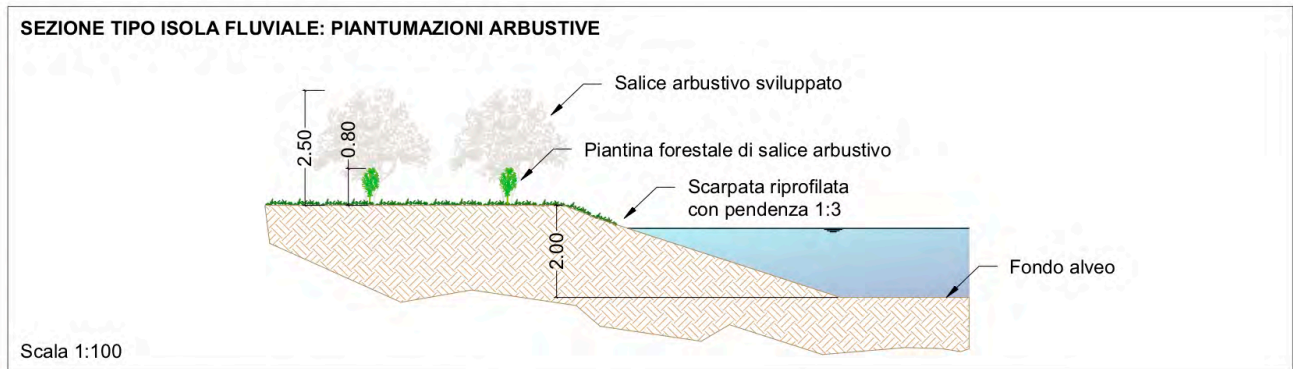 SEZIONE TIPO ISOLA FLUVIALE: PIANTUMAZIONI ARBUSTIVE
Salice arbustivo sviluppato
2.50
0.80
Piantina forestale di salice arbustivo
Scarpata riprofilata
con pendenza 1:3
2.00
Fondo alveo
Scala 1:100